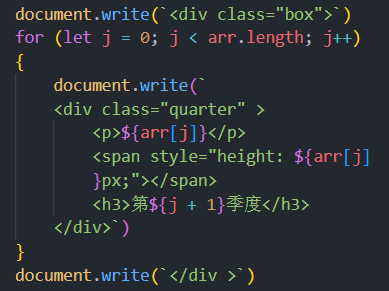 document.write(`<div class="box">`)
for (let j = 0; j < arr.length; j++)
{
document.write(`
<div class="quarter" >
<p>${arr[j]}</p>
<span style="height: ${arr[j]
}px;"></span>
<h3>第${j + 1}季度</h3>
</div>`)
}
document.write(`</div >`)